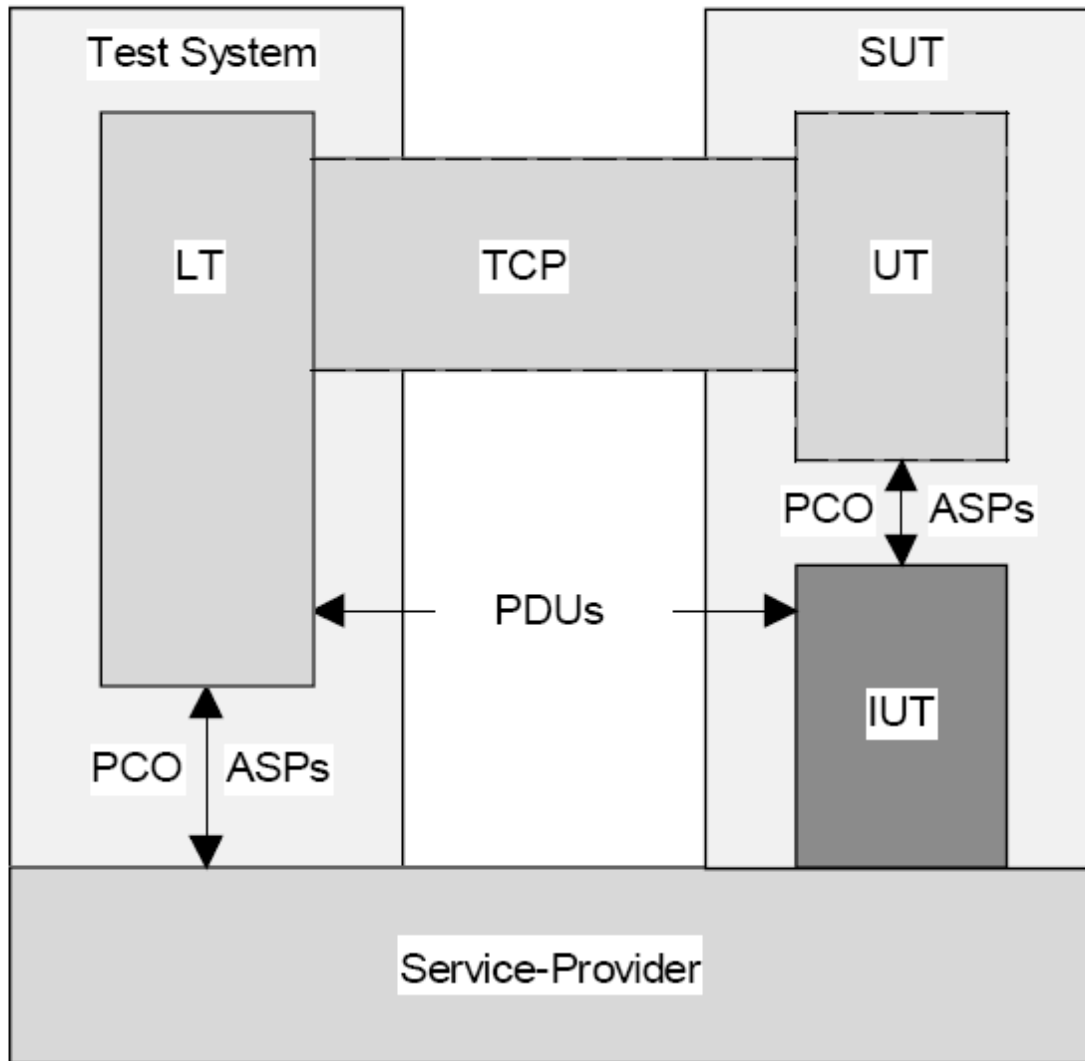 Test System
SUT
LT
TCP
UT
PCO
ASPs
PDUs
IUT
PCO
ASPs
Service-Provider